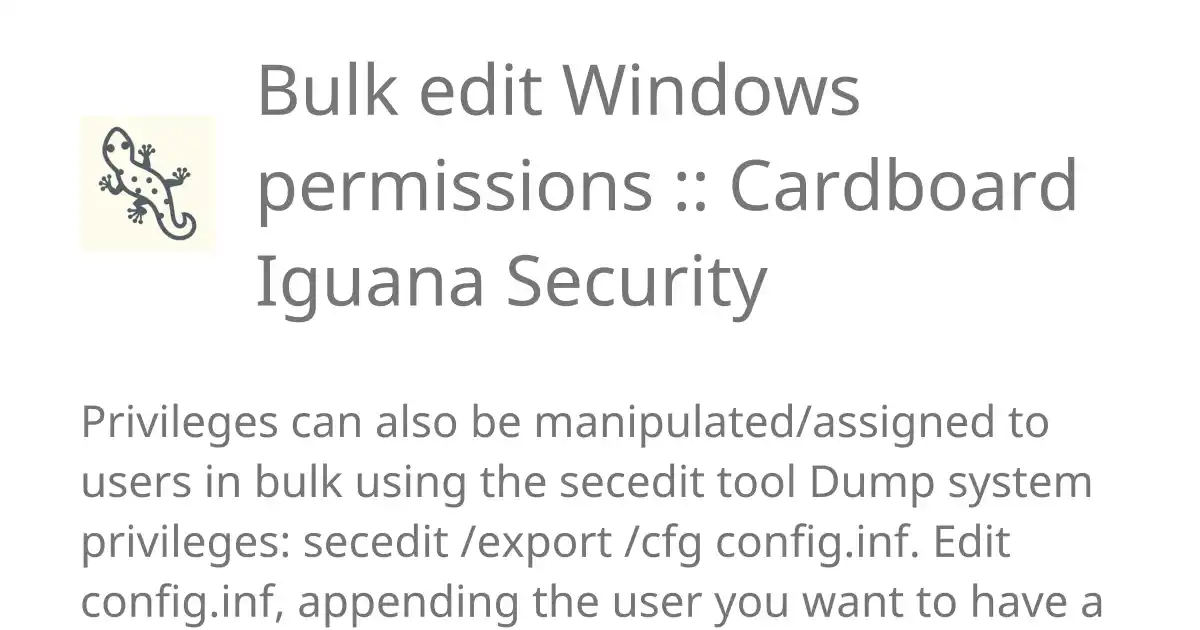 Bulk edit Windows
permissions :: Cardboard
Iguana Security
Privileges can also be manipulated/assigned to
users in bulk using the secedit tool Dump system
privileges: secedit /export /cfg config.inf. Edit
config.inf, appending the user you want to have a